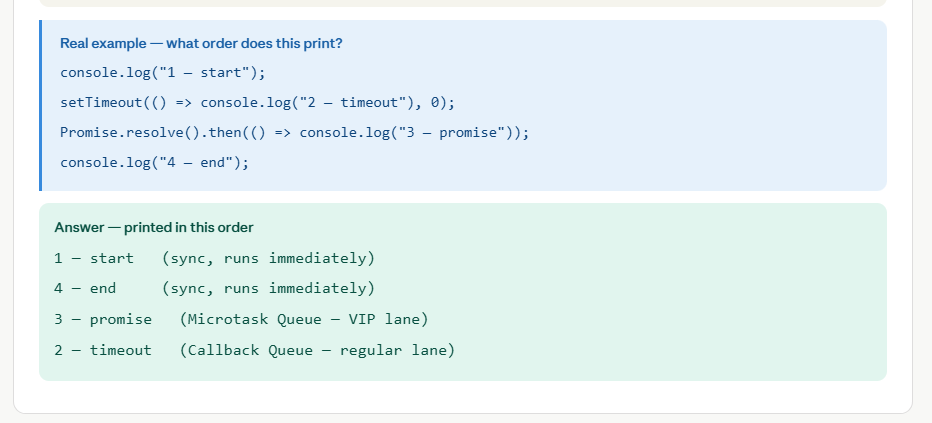 Real example — what order does this print?
console.log("1 — start");
setTimeout(() => console.log("2 — timeout"), 0);
Promise.resolve().then(() => console.log("3 — promise"));
console.log("4 — end");
Answer — printed in this order
1 — start   (sync, runs immediately)
4 — end     (sync, runs immediately)
3 — promise   (Microtask Queue — VIP lane)
2 — timeout   (Callback Queue — regular lane)